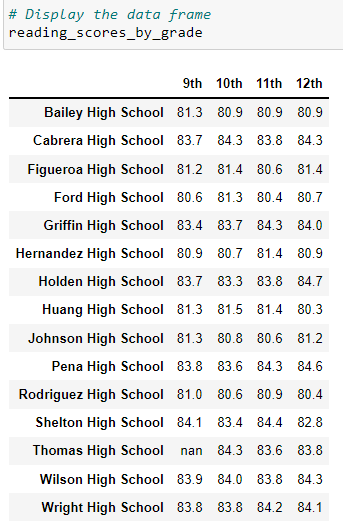 # Display the data frame
reading_scores_by_grade
9th 10th 11th 12th
Bailey High School 81.3 80.9 80.9 80.9
Cabrera High School 83.7 84.3 83.8 84.3
Figueroa High School 81.2 81.4 80.6 81.4
Ford High School 80.6 81.3 80.4 80.7
Griffin High School 83.4 83.7 84.3 84.0
Hernandez High School 80.9 80.7 81.4 80.9
Holden High School 83.7 83.3 83.8 84.7
Huang High School 81.3 81.5 81.4 80.3
Johnson High School 81.3 80.8 80.6 81.2
Pena High School 83.8 83.6 84.3 84.6
Rodriguez High School 81.0 80.6 80.9 80.4
Shelton High School 84.1 83.4 84.4 82.8
Thomas High School nan 84.3 83.6 83.8
Wilson High School 83.9 84.0 83.8 84.3
Wright High School 83.8 83.8 84.2 84.1